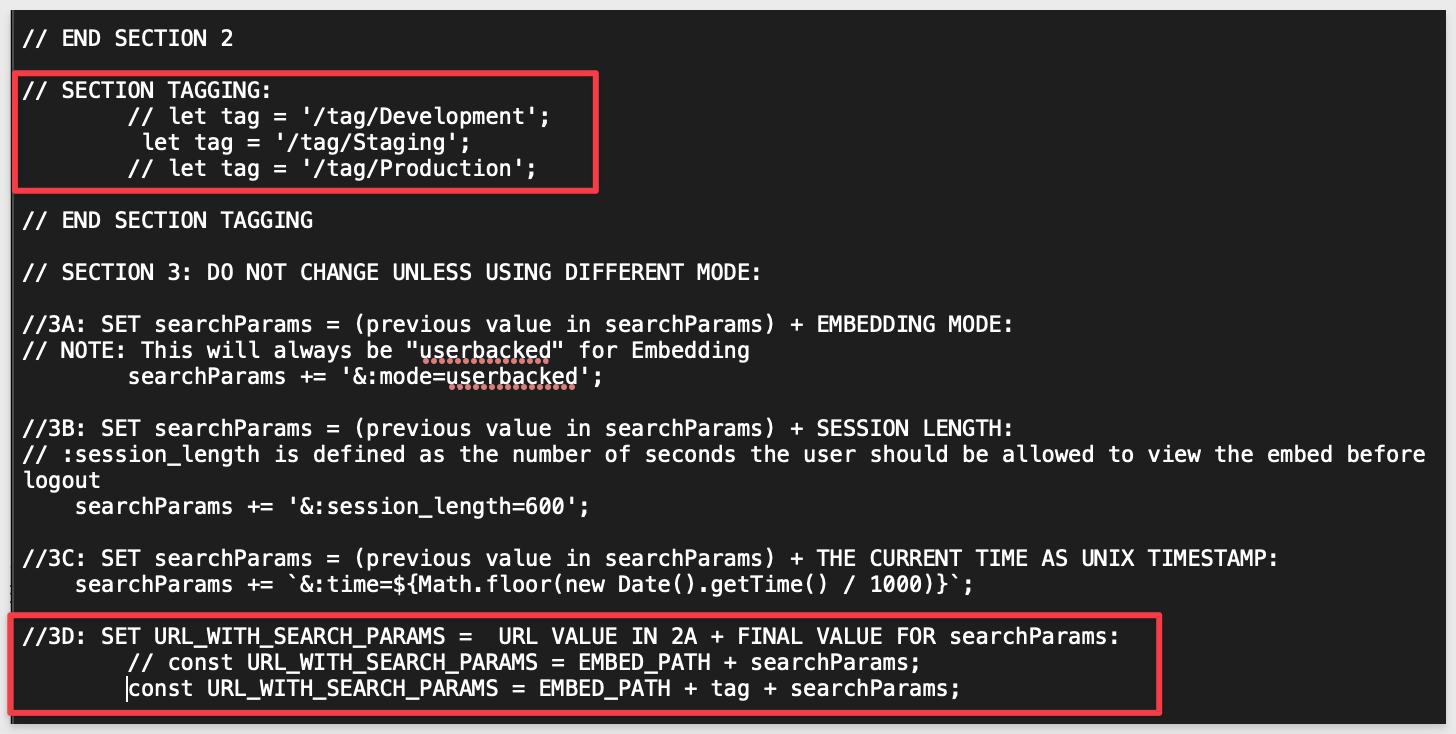 // END SECTION 2
// SECTION TAGGING:
// let tag = '/tag/Development';
let tag = '/tag/Staging';
// let tag = '/tag/Production';
// END SECTION TAGGING
// SECTION 3: DO NOT CHANGE UNLESS USING DIFFERENT MODE:
//3A: SET searchParams = (previous value in searchParams) + EMBEDDING MODE:
// NOTE: This will always be "userbacked" for Embedding
searchParams += '&:mode=userbacked';
//3B: SET searchParams = (previous value in searchParams) + SESSION LENGTH:
// :session_length is defined as the number of seconds the user should be allowed to view the embed before
logout
searchParams += '&:session_length=600';
//3C: SET searchParams = (previous value in searchParams) + THE CURRENT TIME AS UNIX TIMESTAMP:
searchParams += `&:time=${Math.floor(new Date().getTime() / 1000)}`;
//3D: SET URL_WITH_SEARCH_PARAMS =  URL VALUE IN 2A + FINAL VALUE FOR searchParams:
// const URL_WITH_SEARCH_PARAMS = EMBED_PATH + searchParams;
const URL_WITH_SEARCH_PARAMS = EMBED_PATH + tag + searchParams;